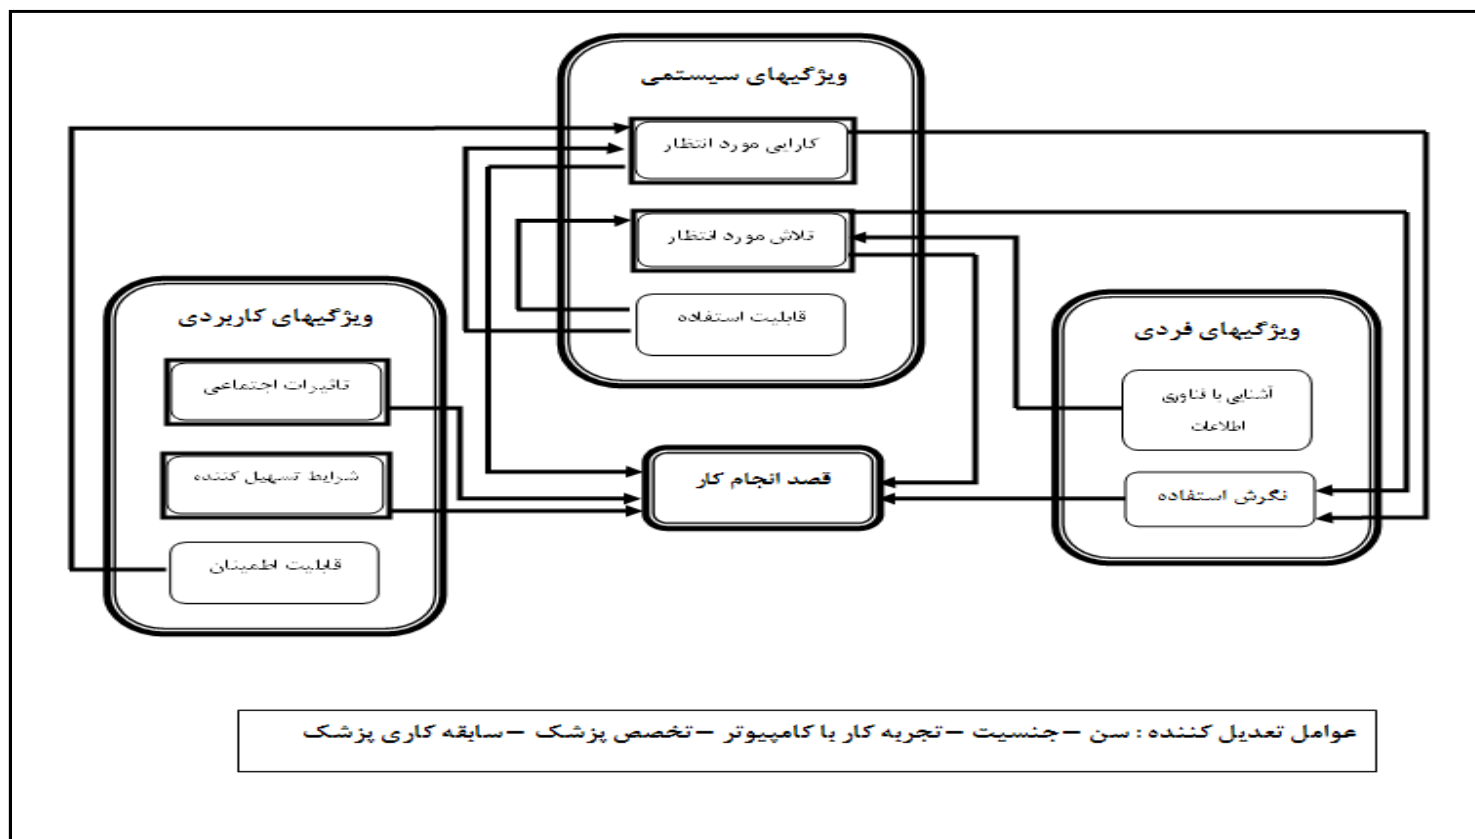 ویژگیهای سیستمی
کارایی مورد انتظار
تلاش مورد انتظار
قابلیت استفاده
ویژگیهای فردی
آشنایی با فناوری
اطلاعات
نگرش استفاده
قصد انجام کار
ویژگیهای کاربردی
تاثیرات اجتماعی
شرایط تسهیل کننده
قابلیت اطمینان
عوامل تعدیل کننده : سن – جنسیت – تجربه کار با کامپیوتر – تخصص پزشک – سابقه کاری پزشک